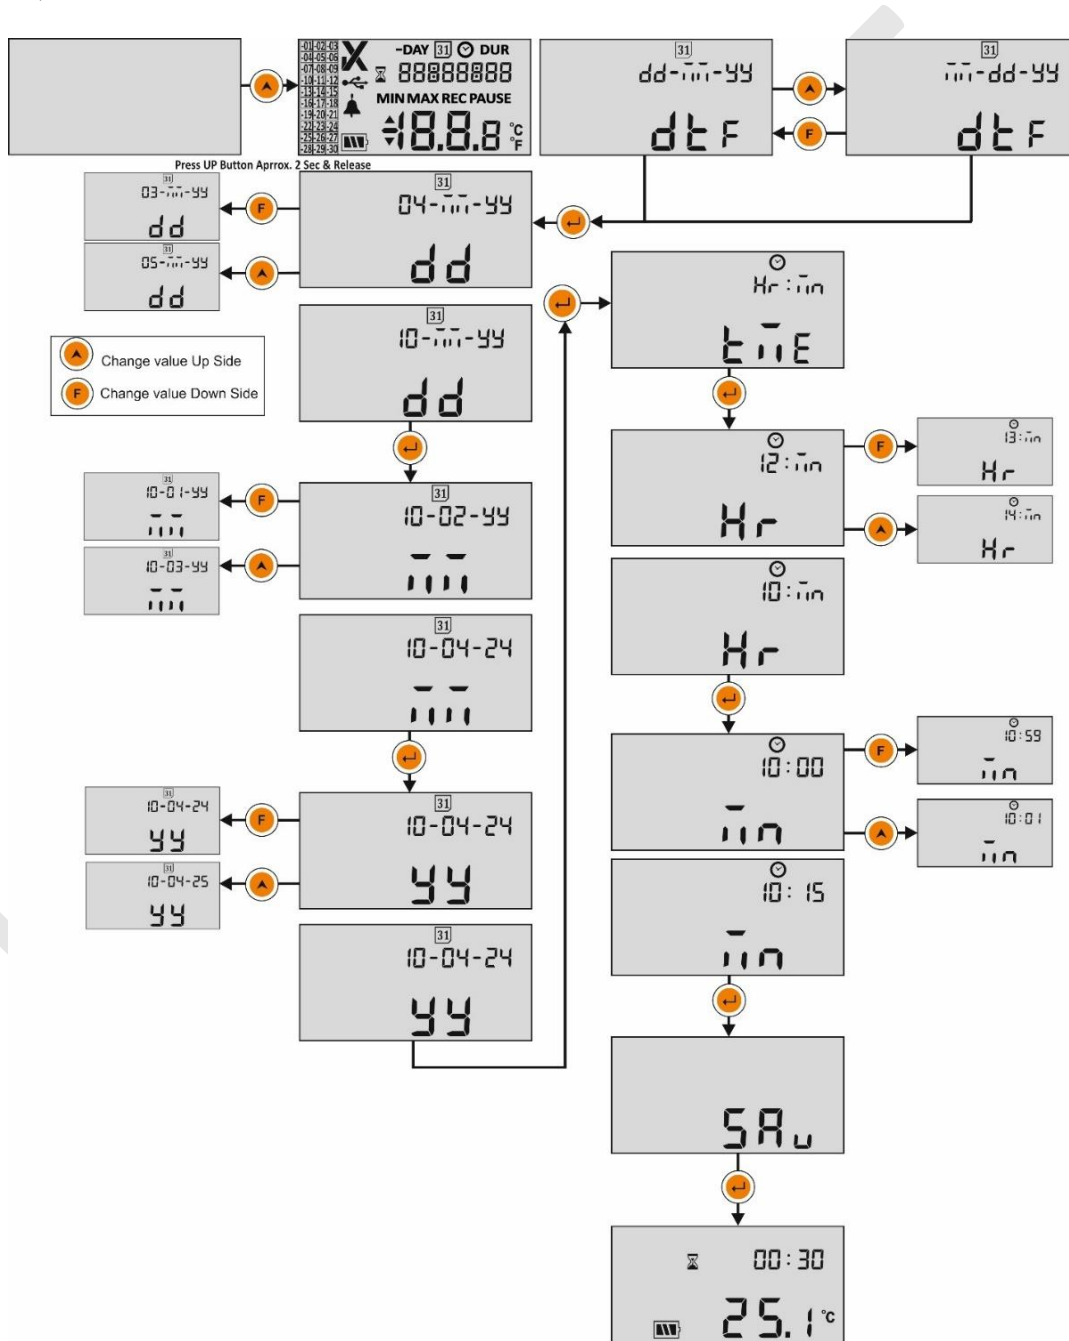 -01-02-03
-04-05-06
-07-08-09
-10-11-12
-13-14-15
-16-17-18
-19-20-21
-22-23-24
-25-26-27
-28-29-30
-DAY 31 DUR
88888888
MIN MAX REC PAUSE
18.8.8 °C °F
Press UP Button Aprrox. 2 Sec & Release
31
dd-mm-yy
dtF
31
mm-dd-yy
dtF
F
31
03-mm-yy
dd
F
31
04-mm-yy
dd
31
05-mm-yy
dd
31
10-mm-yy
dd
Change value Up Side
F Change value Down Side
31
10-01-yy
mm
F
31
10-02-yy
mm
31
10-03-yy
mm
31
10-04-24
mm
31
10-04-24
yy
F
31
10-04-24
yy
31
10-04-25
yy
31
10-04-24
yy
Hr:mn
tmE
12:mn
Hr
F
13:mn
Hr
14:mn
Hr
10:mn
Hr
10:00
mn
F
10:59
mn
10:01
mn
10:15
mn
SAu
00:30
25.1 °C